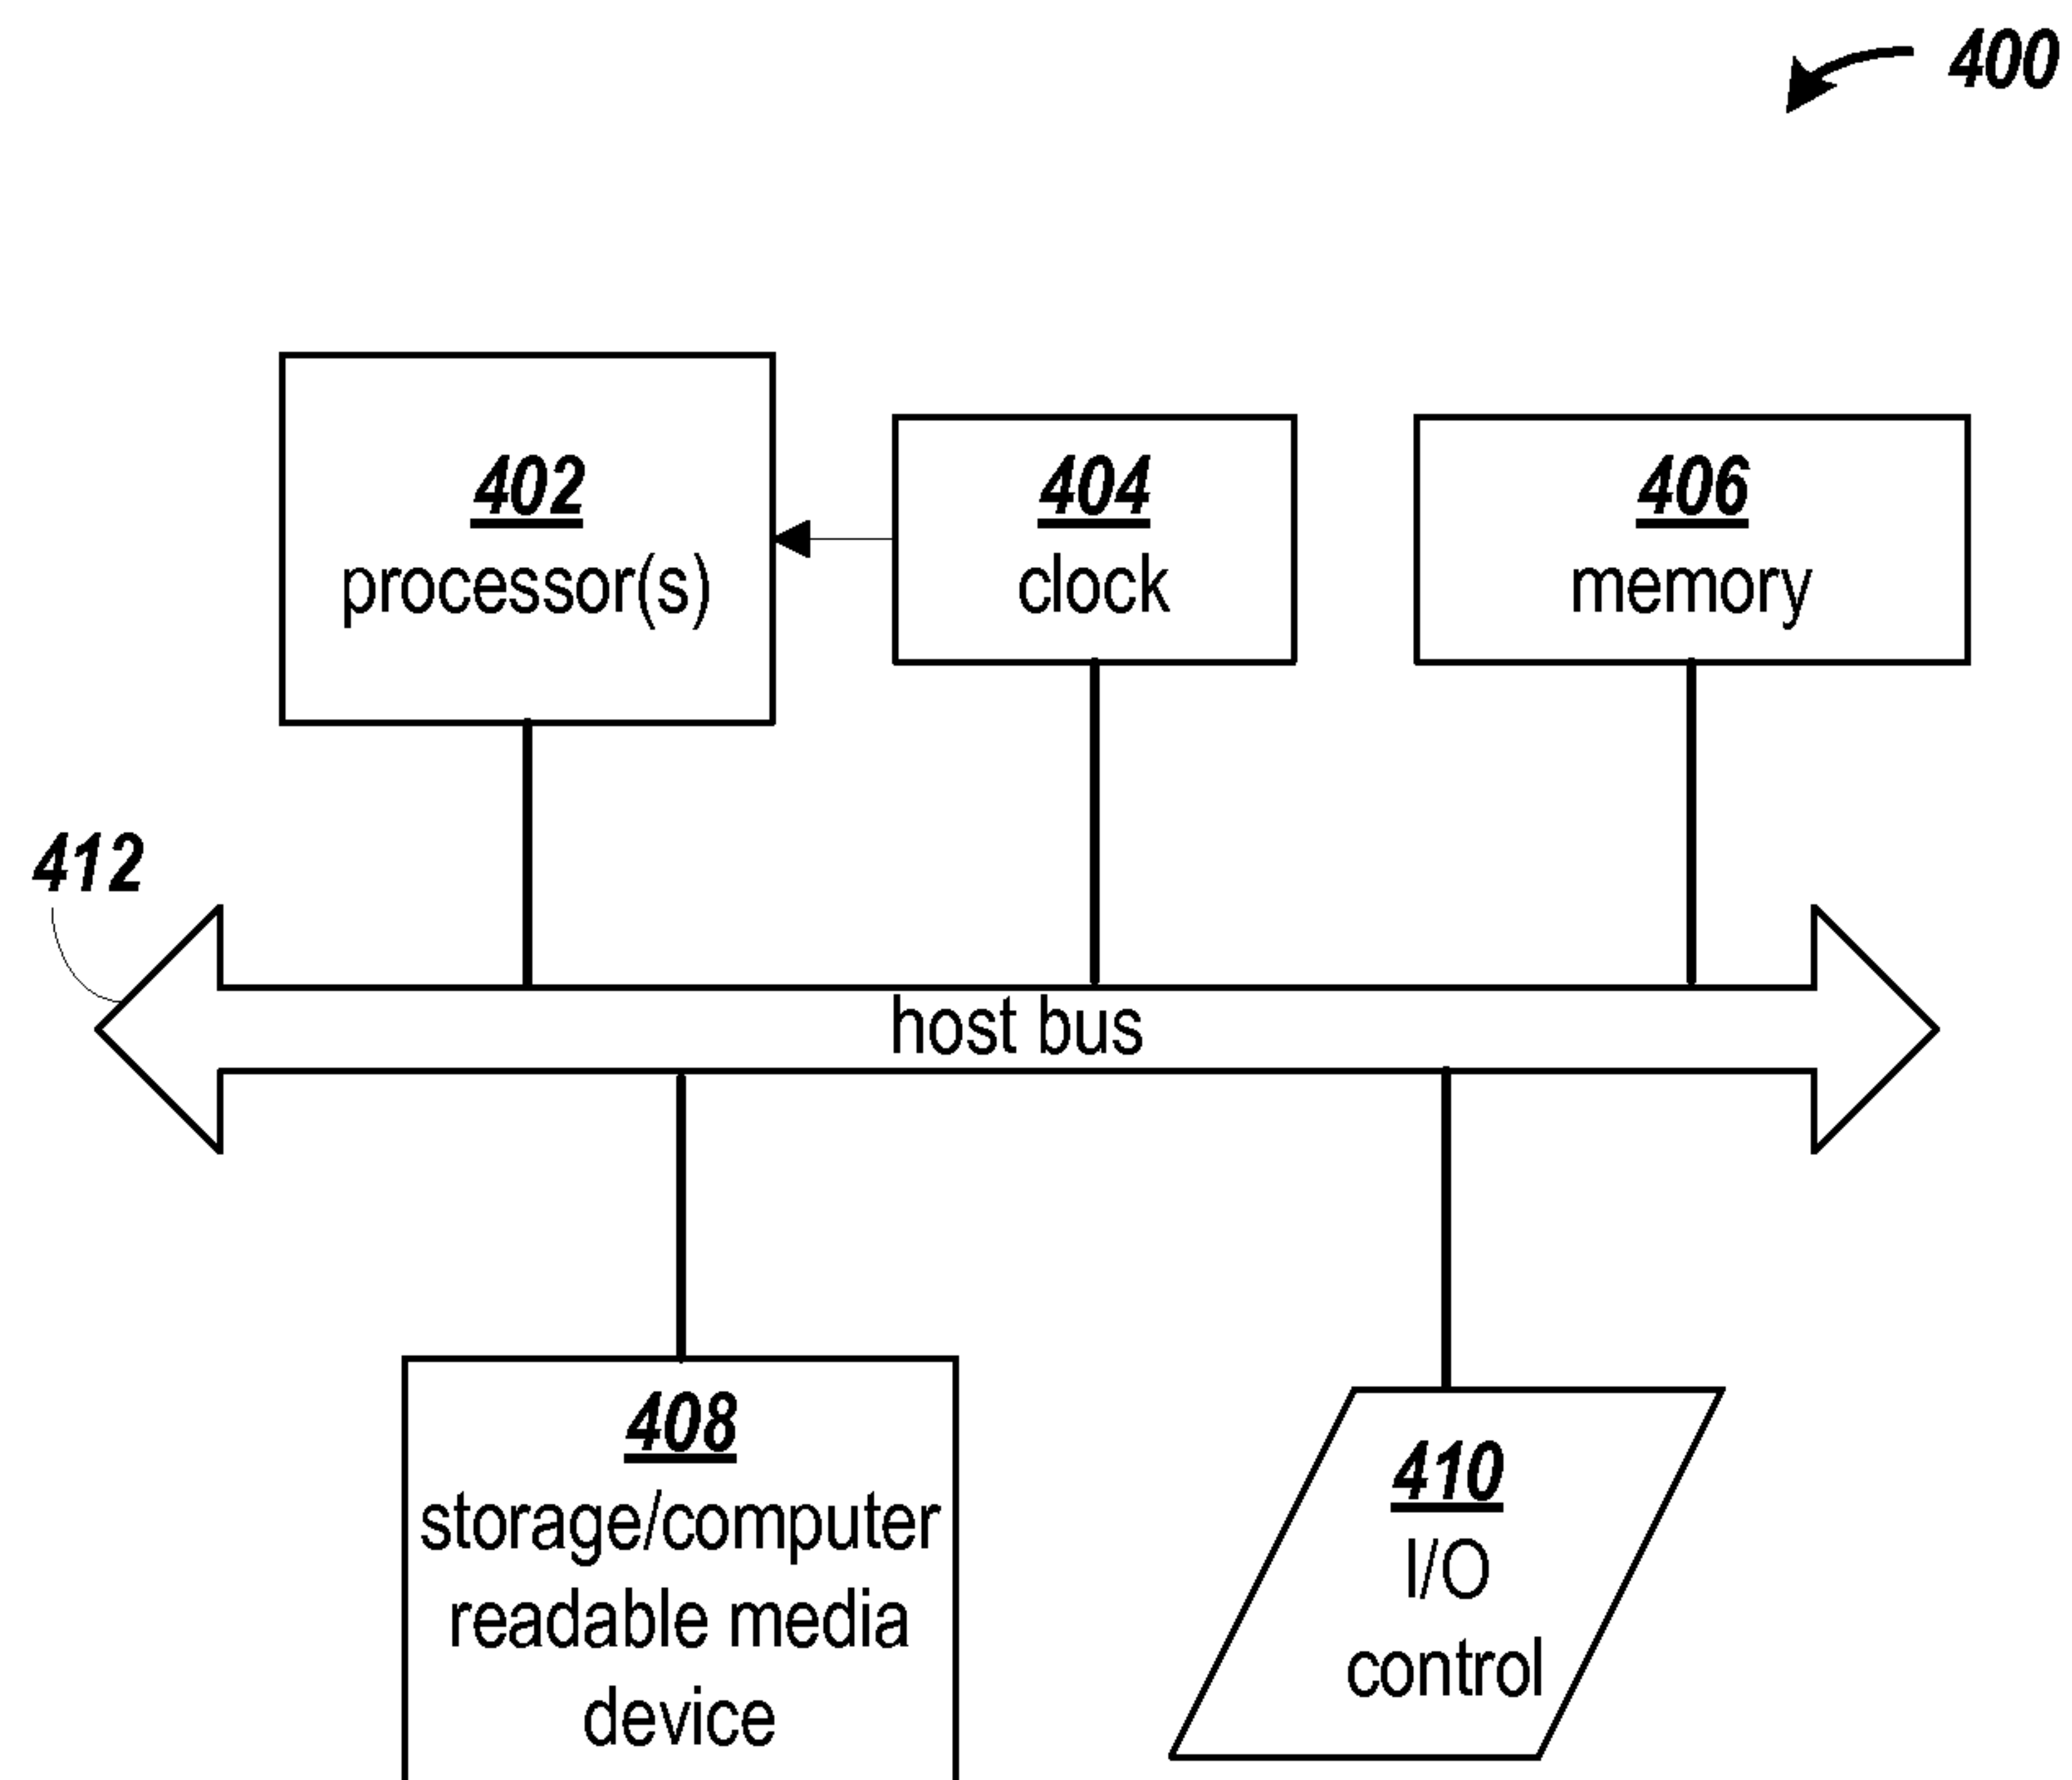 400
402
processor(s)
404
clock
406
memory
412
host bus
408
storage/computer
readable media
device
410
I/O
control